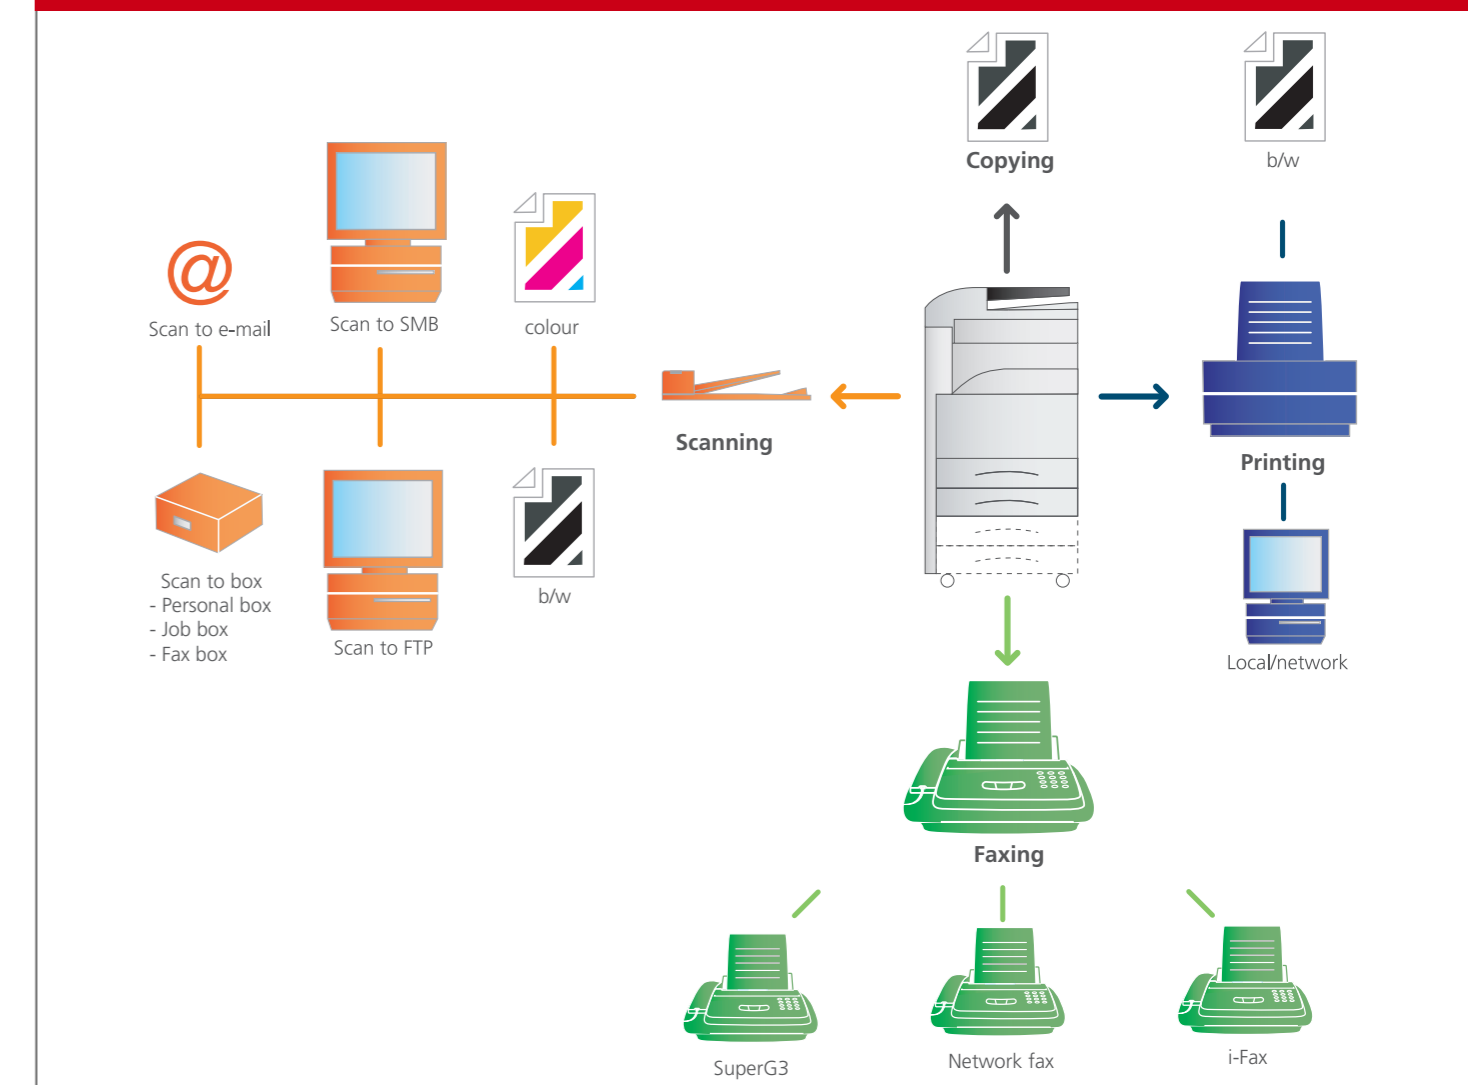 Copying
b/w
@
Scan to e-mail
Scan to SMB
colour
Scanning
Printing
Scan to box
- Personal box
- Job box
- Fax box
Scan to FTP
b/w
Local/network
Faxing
SuperG3
Network fax
i-Fax